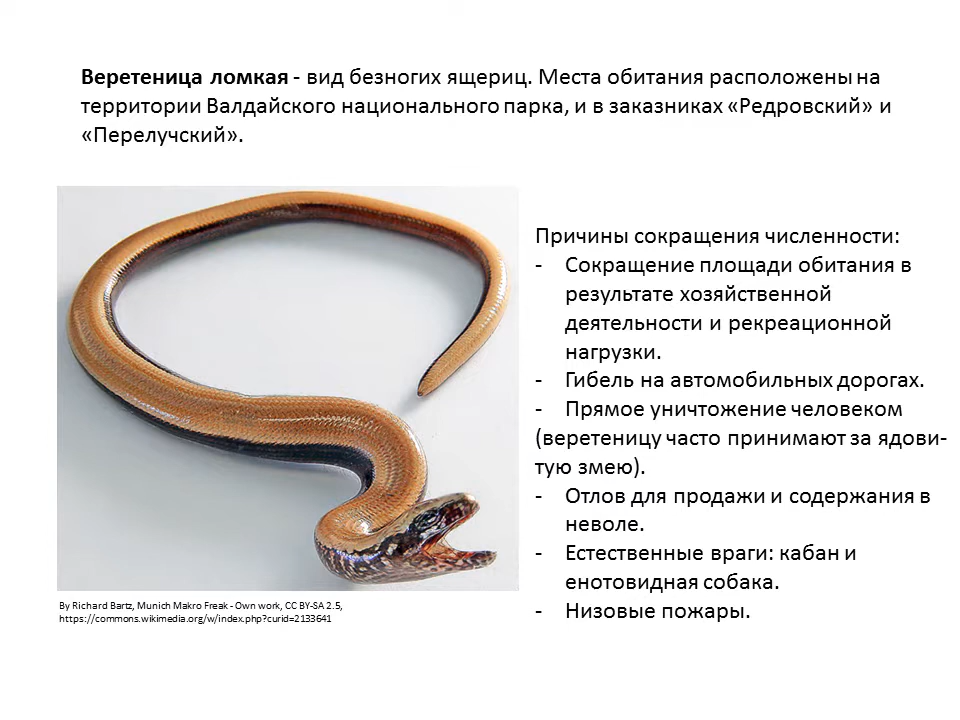 Веретеница ломкая - вид безногих ящериц. Места обитания расположены на
территории Валдайского национального парка, и в заказниках «Редровский» и
«Перелучский».
Причины сокращения численности:
- Сокращение площади обитания в
результате хозяйственной
деятельности и рекреационной
нагрузки.
- Гибель на автомобильных дорогах.
- Прямое уничтожение человеком
(веретеницу часто принимают за ядови-
тую змею).
- Отлов для продажи и содержания в
неволе.
- Естественные враги: кабан и
енотовидная собака.
- Низовые пожары.
By Richard Bartz, Munich Makro Freak - Own work, CC BY-SA 2.5,
https://commons.wikimedia.org/w/index.php?curid=2133641